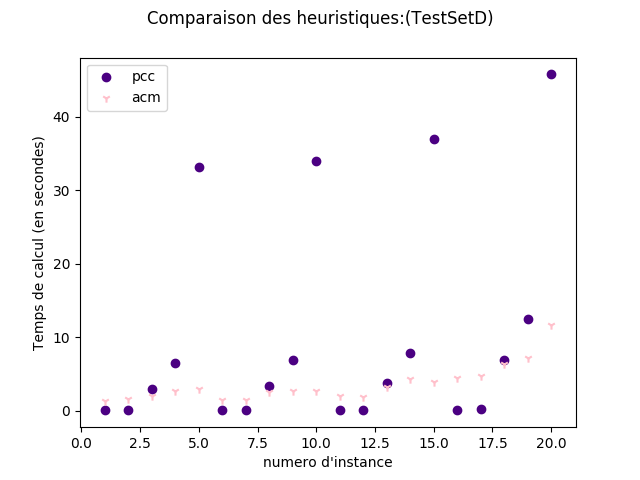 Comparaison des heuristiques:(TestSetD)
pcc
acm
40
30
20
10
0
Temps de calcul (en secondes)
0.0 2.5 5.0 7.5 10.0 12.5 15.0 17.5 20.0
numero d'instance